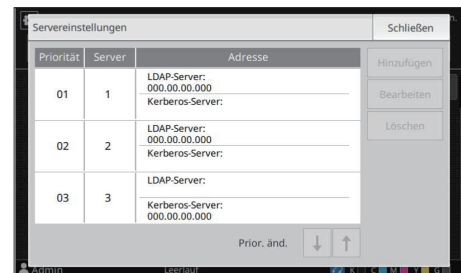 Servereinstellungen
Schließen
Priorität Server Adresse
Hinzufügen
01 1 LDAP-Server:
000.00.00.000
Kerberos-Server:
Bearbeiten
02 2 LDAP-Server:
000.00.00.000
Kerberos-Server:
Löschen
03 3 LDAP-Server:
Kerberos-Server:
000.00.00.000
Prior. änd. ↓ ↑
Admin Leerlauf K C M Y G